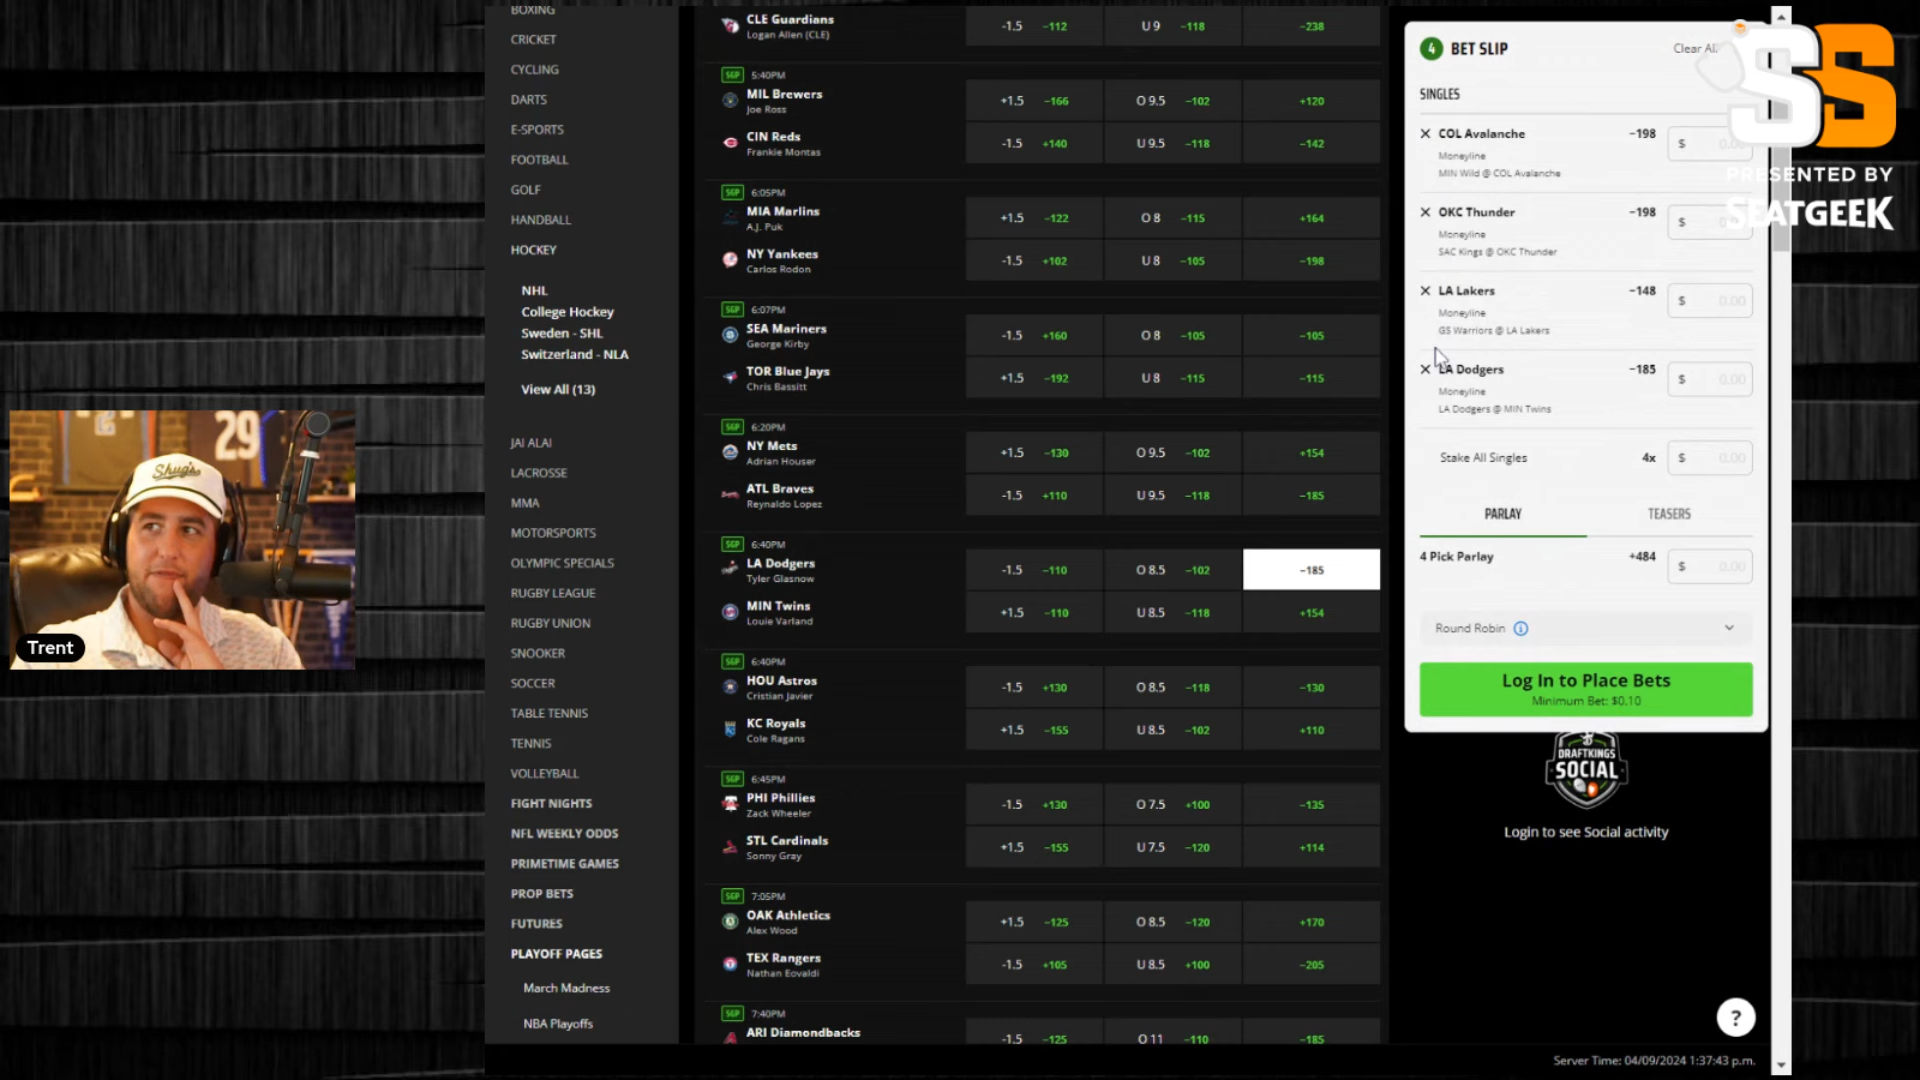 BOXING
CRICKET
CYCLING
DARTS
E-SPORTS
FOOTBALL
GOLF
HANDBALL
HOCKEY
NHL
College Hockey
Sweden - SHL
Switzerland - NLA
View All (13)
JAI ALAI
LACROSSE
MMA
MOTORSPORTS
OLYMPIC SPECIALS
RUGBY LEAGUE
RUGBY UNION
SNOOKER
SOCCER
TABLE TENNIS
TENNIS
VOLLEYBALL
FIGHT NIGHTS
NFL WEEKLY ODDS
PRIMETIME GAMES
PROP BETS
FUTURES
PLAYOFF PAGES
March Madness
NBA Playoffs
CLE Guardians -1.5 −112 U 9 −118 −238
Logan Allen (CLE)
SGP 5:40PM
MIL Brewers +1.5 −166 O 9.5 −102 +120
Joe Ross
CIN Reds -1.5 +140 U 9.5 −118 −142
Frankie Montas
SGP 6:05PM
MIA Marlins +1.5 −122 O 8 −115 +164
A.J. Puk
NY Yankees -1.5 +102 U 8 −105 −198
Carlos Rodon
SGP 6:07PM
SEA Mariners -1.5 +160 O 8 −105 −105
George Kirby
TOR Blue Jays +1.5 −192 U 8 −115 −115
Chris Bassitt
SGP 6:20PM
NY Mets +1.5 −130 O 9.5 −102 +154
Adrian Houser
ATL Braves -1.5 +110 U 9.5 −118 −185
Reynaldo Lopez
SGP 6:40PM
LA Dodgers -1.5 −110 O 8.5 −102 −185
Tyler Glasnow
MIN Twins +1.5 −110 U 8.5 −118 +154
Louie Varland
SGP 6:40PM
HOU Astros -1.5 +130 O 8.5 −118 −130
Cristian Javier
KC Royals +1.5 −155 U 8.5 −102 +110
Cole Ragans
SGP 6:45PM
PHI Phillies -1.5 +130 O 7.5 +100 −135
Zack Wheeler
STL Cardinals +1.5 −155 U 7.5 −120 +114
Sonny Gray
SGP 7:05PM
OAK Athletics +1.5 −125 O 8.5 −120 +170
Alex Wood
TEX Rangers -1.5 +105 U 8.5 +100 −205
Nathan Eovaldi
SGP 7:40PM
ARI Diamondbacks -1.5 −125 O 11 −110 −185
4 BET SLIP Clear All
SINGLES
COL Avalanche −198 $ 0.00
Moneyline
MIN Wild @ COL Avalanche
OKC Thunder −198 $
Moneyline
SAC Kings @ OKC Thunder
LA Lakers −148 $ 0.00
Moneyline
GS Warriors @ LA Lakers
LA Dodgers −185 $ 0.00
Moneyline
LA Dodgers @ MIN Twins
Stake All Singles 4x $ 0.00
PARLAY TEASERS
4 Pick Parlay +484 $ 0.00
Round Robin
Log In to Place Bets
Minimum Bet: $0.10
DRAFTKINGS
SOCIAL
Login to see Social activity
?
Server Time: 04/09/2024 1:37:43 p.m.
SS
PRESENTED BY
SEATGEEK
Shug's
29
Trent